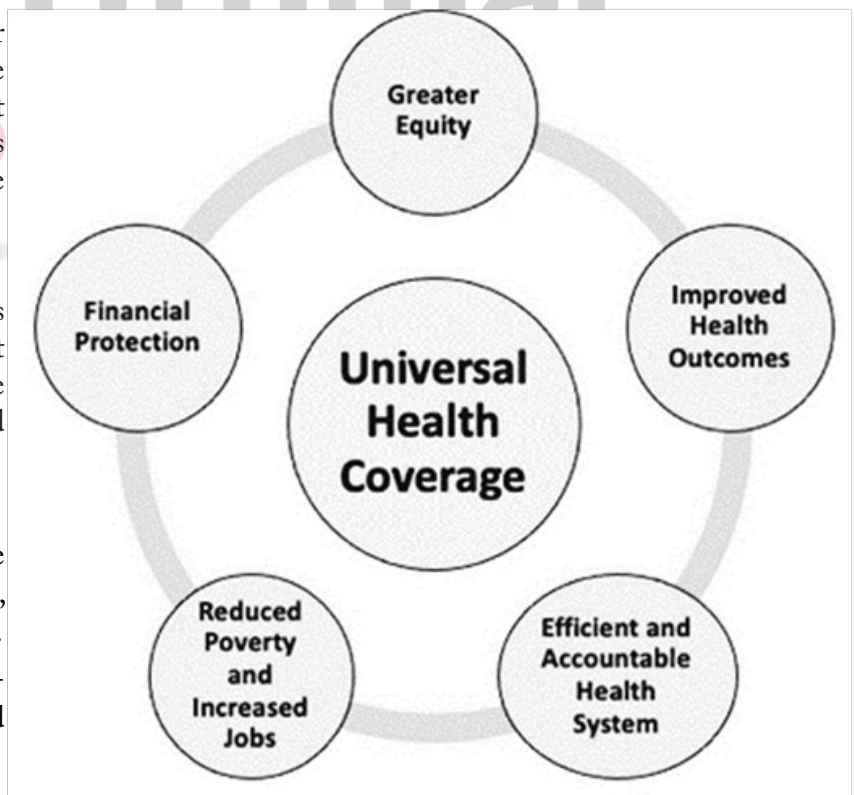 Greater
Equity
Improved
Health
Outcomes
Efficient and
Accountable
Health
System
Reduced
Poverty
and
Increased
Jobs
Financial
Protection
Universal
Health
Coverage